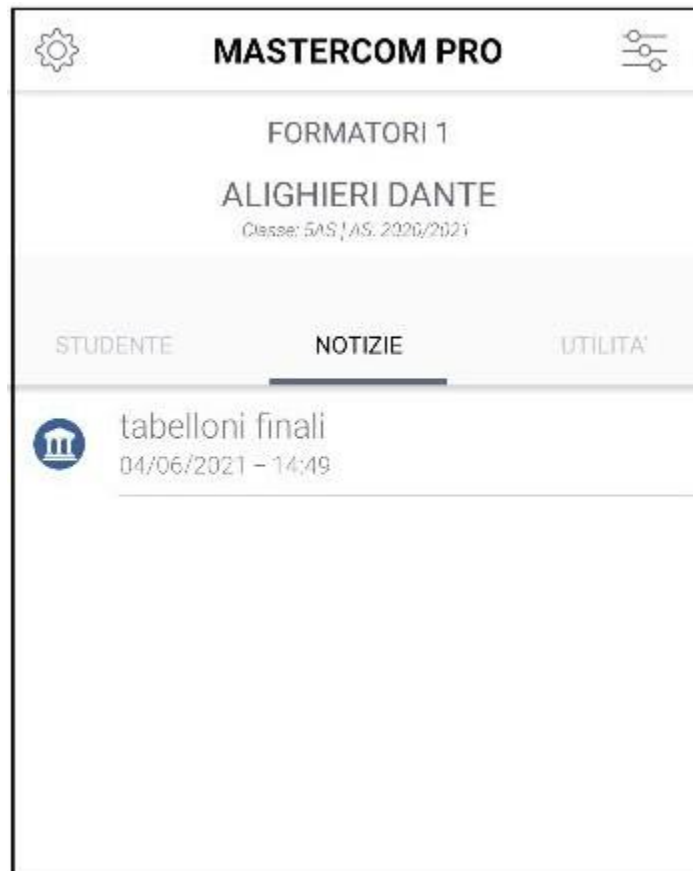 MASTERCOM PRO
FORMATORI 1
ALIGHIERI DANTE
Classe: 5AS | AS: 2020/2021
STUDENTE NOTIZIE UTILITA'
tabelloni finali
04/06/2021 – 14:49